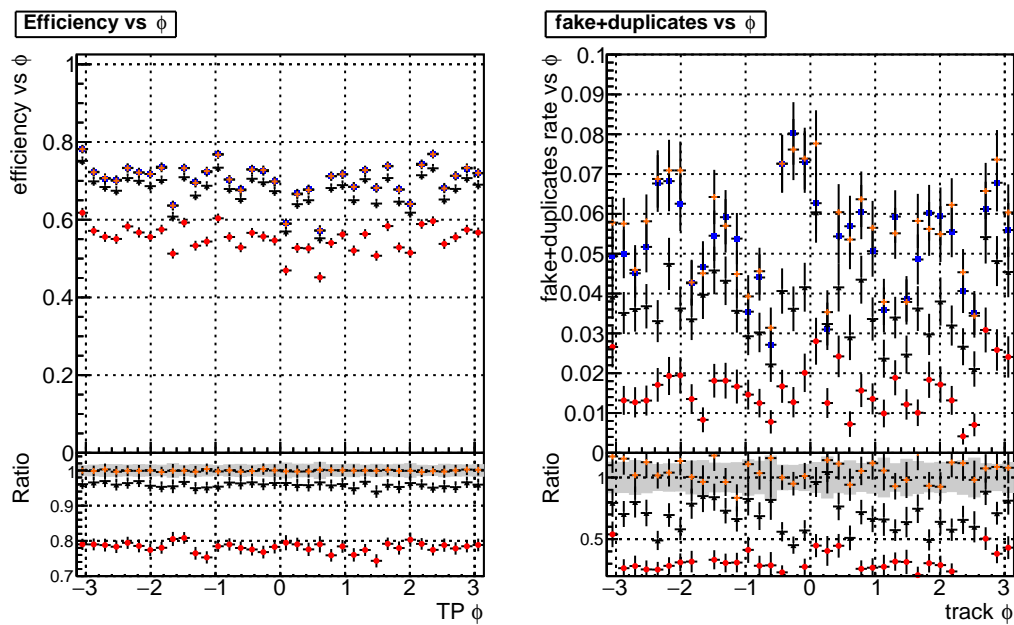 Efficiency vs ϕ
efficiency vs ϕ
1
0.8
0.6
0.4
0.2
0
Ratio
1
0.9
0.8
0.7
−3 −2 −1 0 1 2 3
TP ϕ
fake+duplicates vs ϕ
fake+duplicates rate vs ϕ
0.1
0.09
0.08
0.07
0.06
0.05
0.04
0.03
0.02
0.01
0
Ratio
1
0.5
−3 −2 −1 0 1 2 3
track ϕ